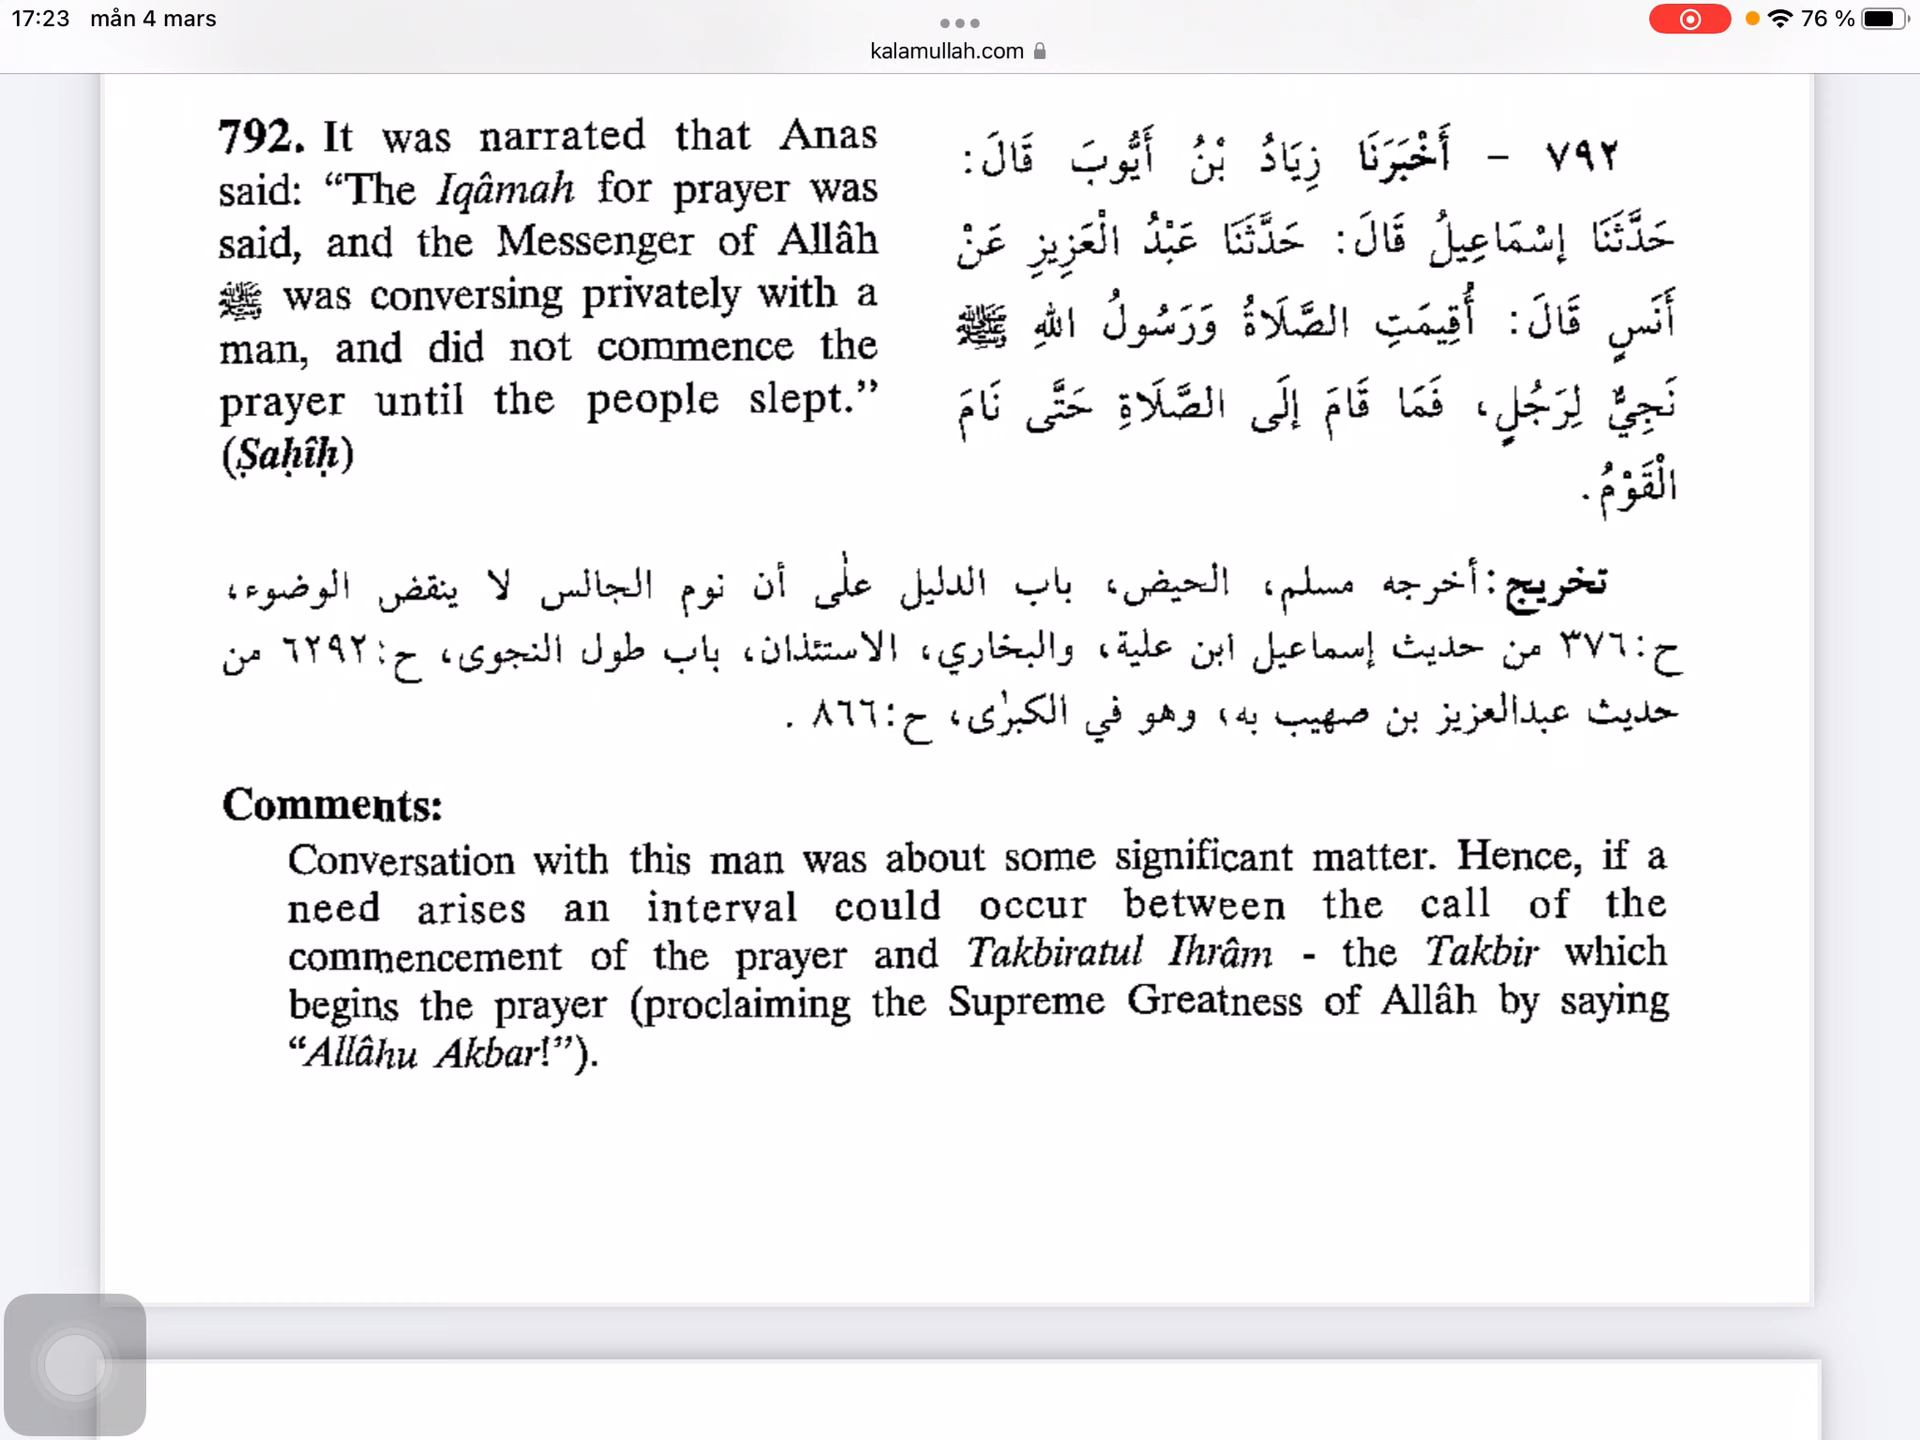 17:23 mån 4 mars
76 %
kalamullah.com
792. It was narrated that Anas
said: “The Iqâmah for prayer was
said, and the Messenger of Allâh
ﷺ was conversing privately with a
man, and did not commence the
prayer until the people slept.”
(Ṣaḥîḥ)
٧٩٢ - أَخْبَرَنَا زِيَادُ بْنُ أَيُّوبَ قَالَ:
حَدَّثَنَا إِسْمَاعِيلُ قَالَ: حَدَّثَنَا عَبْدُ الْعَزِيزِ عَنْ
أَنَسٍ قَالَ: أُقِيمَتِ الصَّلَاةُ وَرَسُولُ اللهِ ﷺ
نَجِيٌّ لِرَجُلٍ، فَمَا قَامَ إِلَى الصَّلَاةِ حَتَّى نَامَ
الْقَوْمُ.
تخريج: أخرجه مسلم، الحيض، باب الدليل علٰى أن نوم الجالس لا ينقض الوضوء،
ح: ٣٧٦ من حديث إسماعيل ابن علية، والبخاري، الاستئذان، باب طول النجوى، ح: ٦٢٩٢ من
حديث عبدالعزيز بن صهيب به، وهو في الكبرٰى، ح: ٨٦٦.
Comments:
Conversation with this man was about some significant matter. Hence, if a
need arises an interval could occur between the call of the
commencement of the prayer and Takbiratul Ihrâm - the Takbir which
begins the prayer (proclaiming the Supreme Greatness of Allâh by saying
“Allâhu Akbar!”).